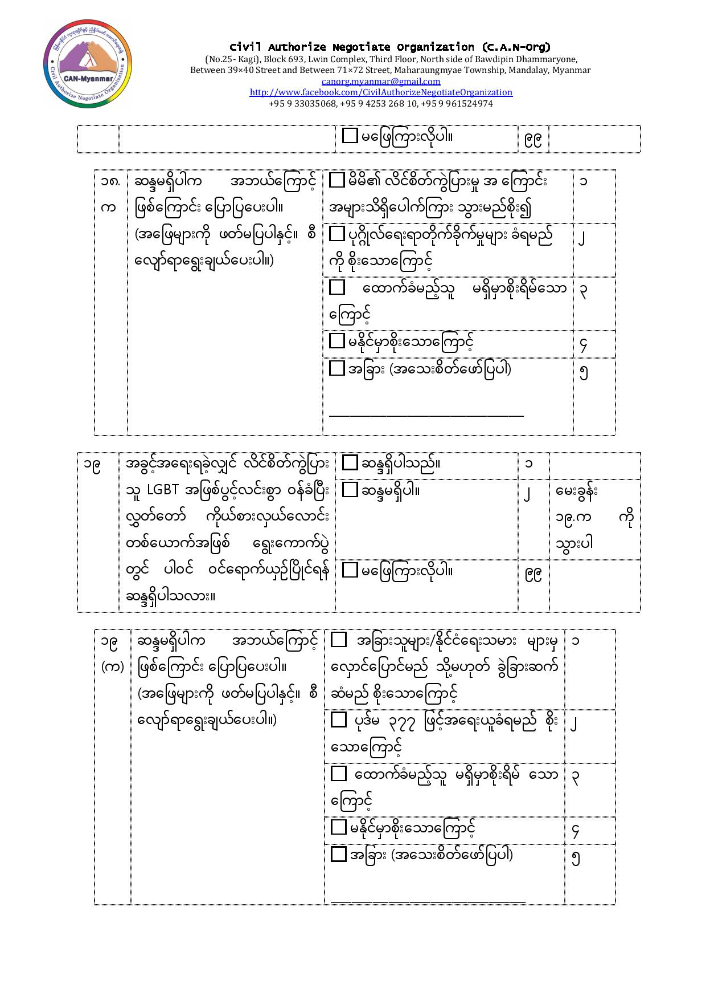 Civil Authorize Negotiate Organization (C.A.N-Org)
(No.25- Kagi), Block 693, Lwin Complex, Third Floor, North side of Bawdipin Dhammaryone,
Between 39×40 Street and Between 71×72 Street, Maharaungmyae Township, Mandalay, Myanmar
canorg.myanmar@gmail.com
http://www.facebook.com/CivilAuthorizeNegotiateOrganization
+95 9 33035068, +95 9 4253 268 10, +95 9 961524974
CAN-Myanmar
Civil Authorize Negotiate Organization
မဖြေကြားလိုပါ။ ၉၉
၁၈.
က
ဆန္ဒမရှိပါက အဘယ်ကြောင့်
ဖြစ်ကြောင်း ပြောပြပေးပါ။
(အဖြေများကို ဖတ်မပြပါနှင့်။ စီ
လျော်ရာရွေးချယ်ပေးပါ။)
မိမိ၏ လိင်စိတ်ကွဲပြားမှု အ ကြောင်း ၁
အများသိရှိပေါက်ကြား သွားမည်စိုး၍
ပုဂ္ဂိုလ်ရေးရာတိုက်ခိုက်မှုများ ခံရမည် ၂
ကို စိုးသောကြောင့်
ထောက်ခံမည့်သူ မရှိမှာစိုးရိမ်သော ၃
ကြောင့်
မနိုင်မှာစိုးသောကြောင့် ၄
အခြား (အသေးစိတ်ဖော်ပြပါ) ၅
၁၉
အခွင့်အရေးရခဲ့လျှင် လိင်စိတ်ကွဲပြား
သူ LGBT အဖြစ်ပွင့်လင်းစွာ ဝန်ခံပြီး
လွှတ်တော် ကိုယ်စားလှယ်လောင်း
တစ်ယောက်အဖြစ် ရွေးကောက်ပွဲ
တွင် ပါဝင် ဝင်ရောက်ယှဉ်ပြိုင်ရန်
ဆန္ဒရှိပါသလား။
ဆန္ဒရှိပါသည်။ ၁
ဆန္ဒမရှိပါ။ ၂
မေးခွန်း
၁၉.က ကို
သွားပါ
မဖြေကြားလိုပါ။ ၉၉
၁၉
(က)
ဆန္ဒမရှိပါက အဘယ်ကြောင့်
ဖြစ်ကြောင်း ပြောပြပေးပါ။
(အဖြေများကို ဖတ်မပြပါနှင့်။ စီ
လျော်ရာရွေးချယ်ပေးပါ။)
အခြားသူများ/နိုင်ငံရေးသမား များမှ ၁
လှောင်ပြောင်မည် သို့မဟုတ် ခွဲခြားဆက်
ဆံမည် စိုးသောကြောင့်
ပုဒ်မ ၃၇၇ ဖြင့်အရေးယူခံရမည် စိုး ၂
သောကြောင့်
ထောက်ခံမည့်သူ မရှိမှာစိုးရိမ် သော ၃
ကြောင့်
မနိုင်မှာစိုးသောကြောင့် ၄
အခြား (အသေးစိတ်ဖော်ပြပါ) ၅